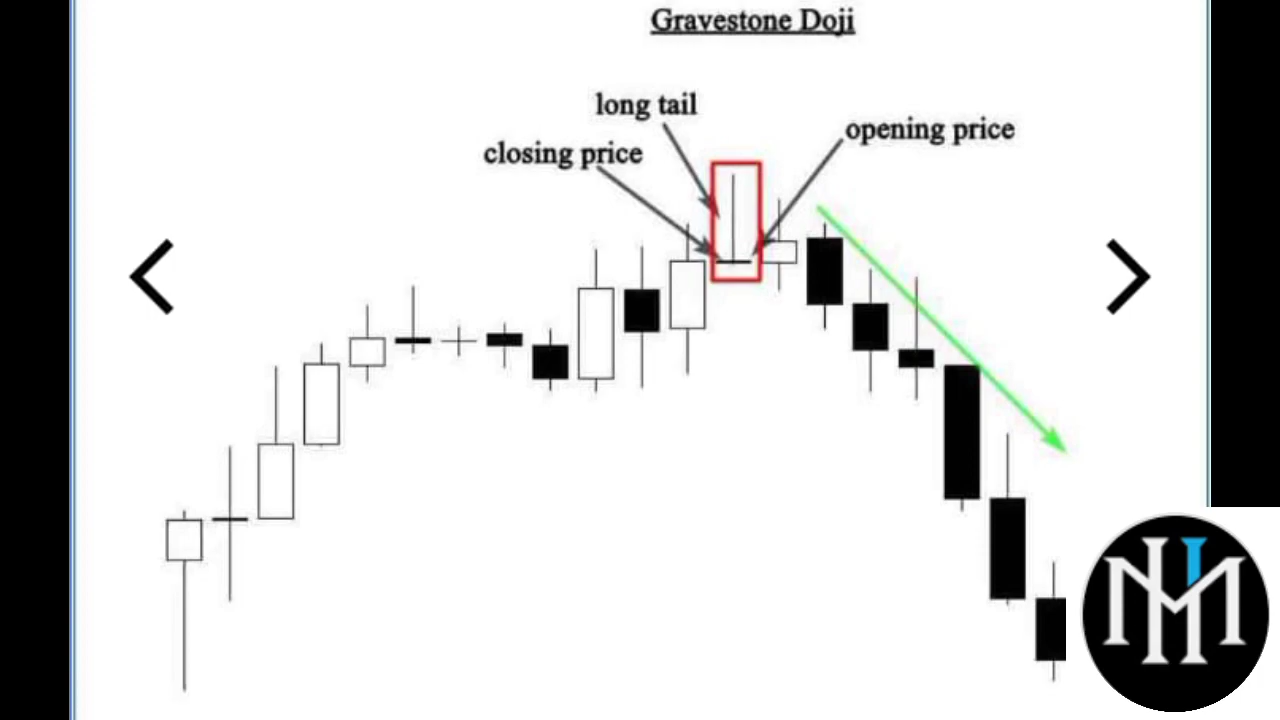 Gravestone Doji
long tail
opening price
closing price